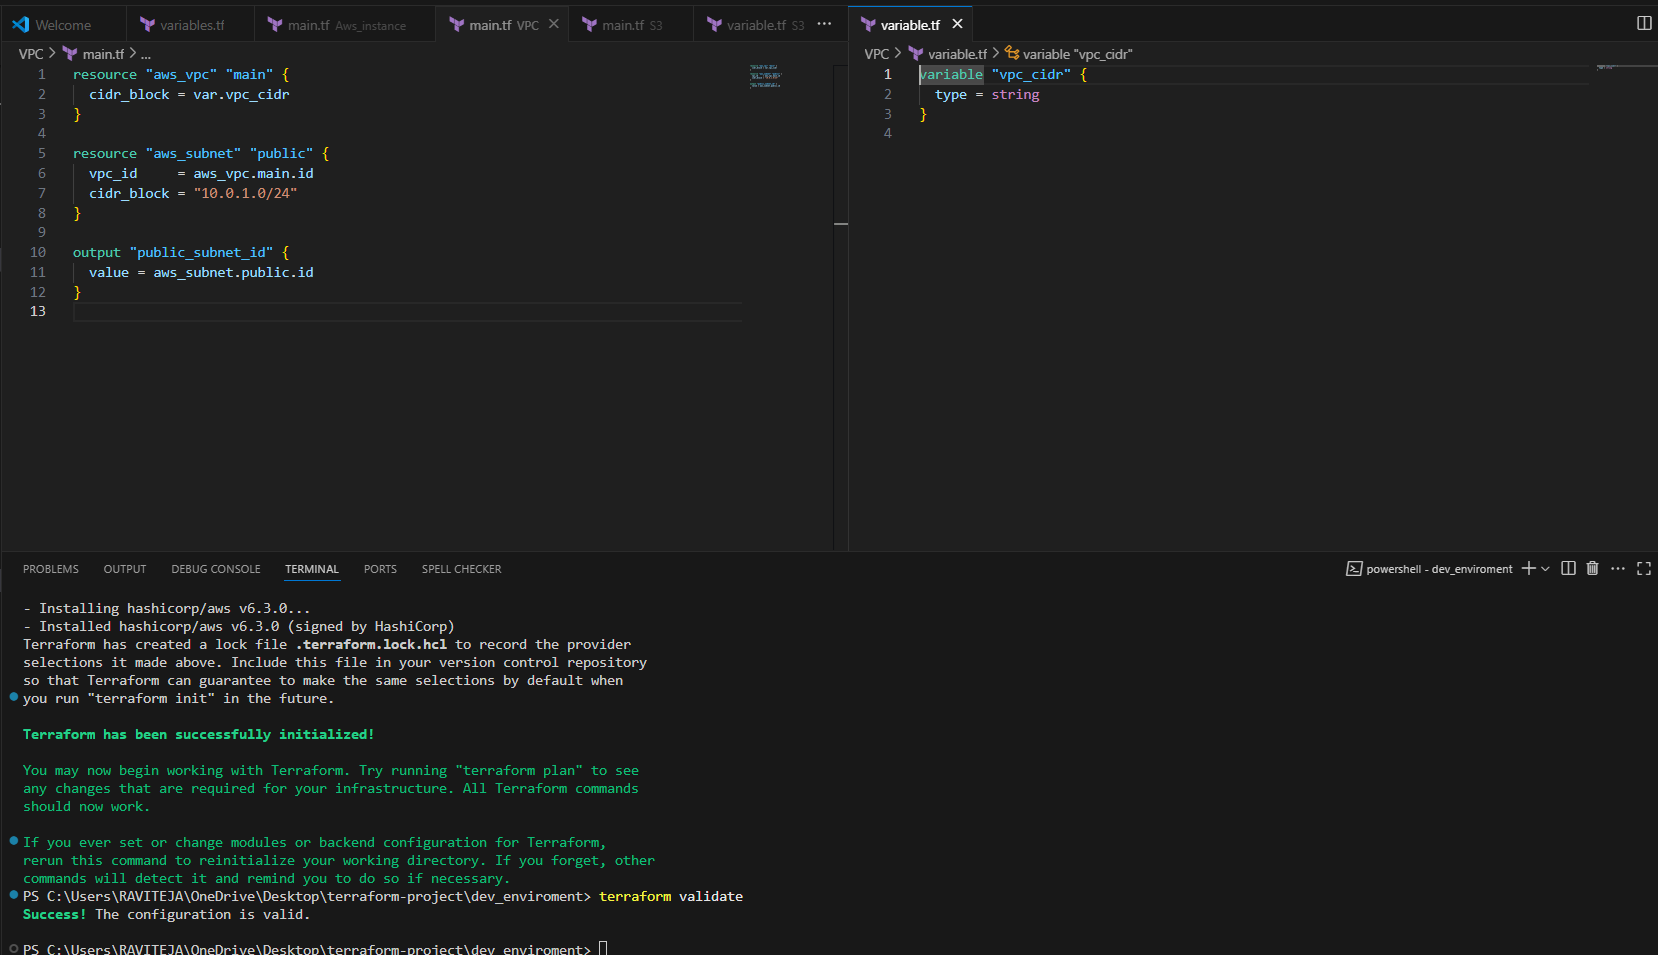 Welcome
variables.tf
main.tf Aws_instance
main.tf VPC
main.tf S3
variable.tf S3
VPC > main.tf > ...
1 resource "aws_vpc" "main" {
2 cidr_block = var.vpc_cidr
3 }
4
5 resource "aws_subnet" "public" {
6 vpc_id     = aws_vpc.main.id
7 cidr_block = "10.0.1.0/24"
8 }
9
10 output "public_subnet_id" {
11 value = aws_subnet.public.id
12 }
13
variable.tf
VPC > variable.tf > variable "vpc_cidr"
1 variable "vpc_cidr" {
2 type = string
3 }
4
PROBLEMS OUTPUT DEBUG CONSOLE TERMINAL PORTS SPELL CHECKER
powershell - dev_enviroment
- Installing hashicorp/aws v6.3.0...
- Installed hashicorp/aws v6.3.0 (signed by HashiCorp)
Terraform has created a lock file .terraform.lock.hcl to record the provider
selections it made above. Include this file in your version control repository
so that Terraform can guarantee to make the same selections by default when
you run "terraform init" in the future.
Terraform has been successfully initialized!
You may now begin working with Terraform. Try running "terraform plan" to see
any changes that are required for your infrastructure. All Terraform commands
should now work.
If you ever set or change modules or backend configuration for Terraform,
rerun this command to reinitialize your working directory. If you forget, other
commands will detect it and remind you to do so if necessary.
PS C:\Users\RAVITEJA\OneDrive\Desktop\terraform-project\dev_enviroment> terraform validate
Success! The configuration is valid.
PS C:\Users\RAVITEJA\OneDrive\Desktop\terraform-project\dev_enviroment>